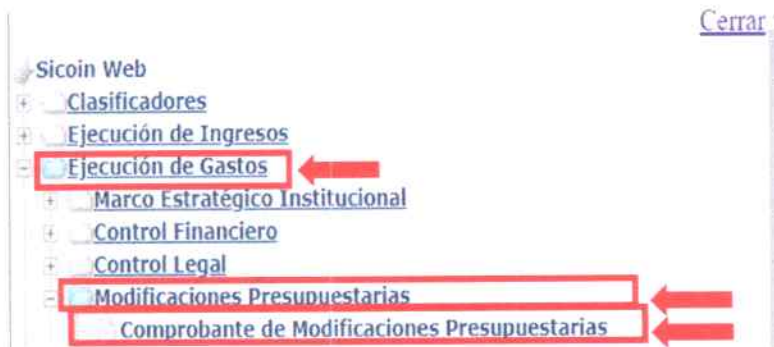 Cerrar
Sicoin Web
Clasificadores
Ejecución de Ingresos
Ejecución de Gastos
Marco Estratégico Institucional
Control Financiero
Control Legal
Modificaciones Presupuestarias
Comprobante de Modificaciones Presupuestarias